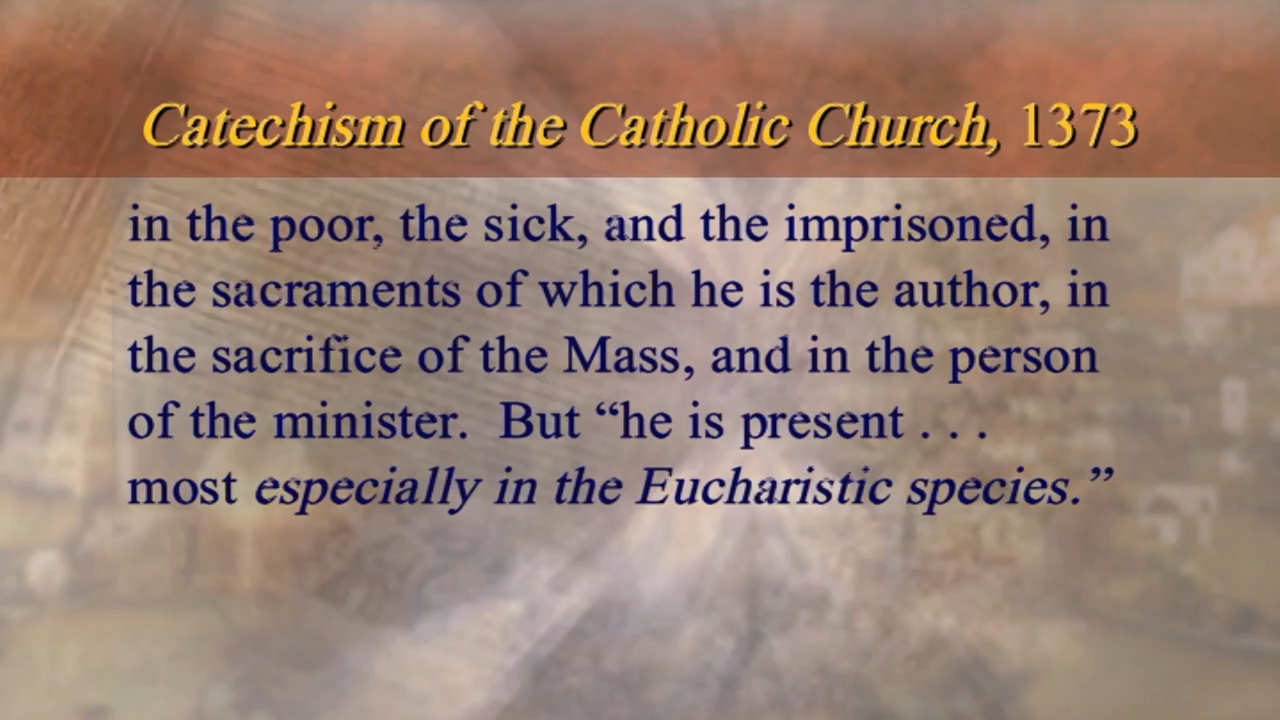 Catechism of the Catholic Church, 1373
in the poor, the sick, and the imprisoned, in
the sacraments of which he is the author, in
the sacrifice of the Mass, and in the person
of the minister.  But “he is present . . .
most especially in the Eucharistic species.”